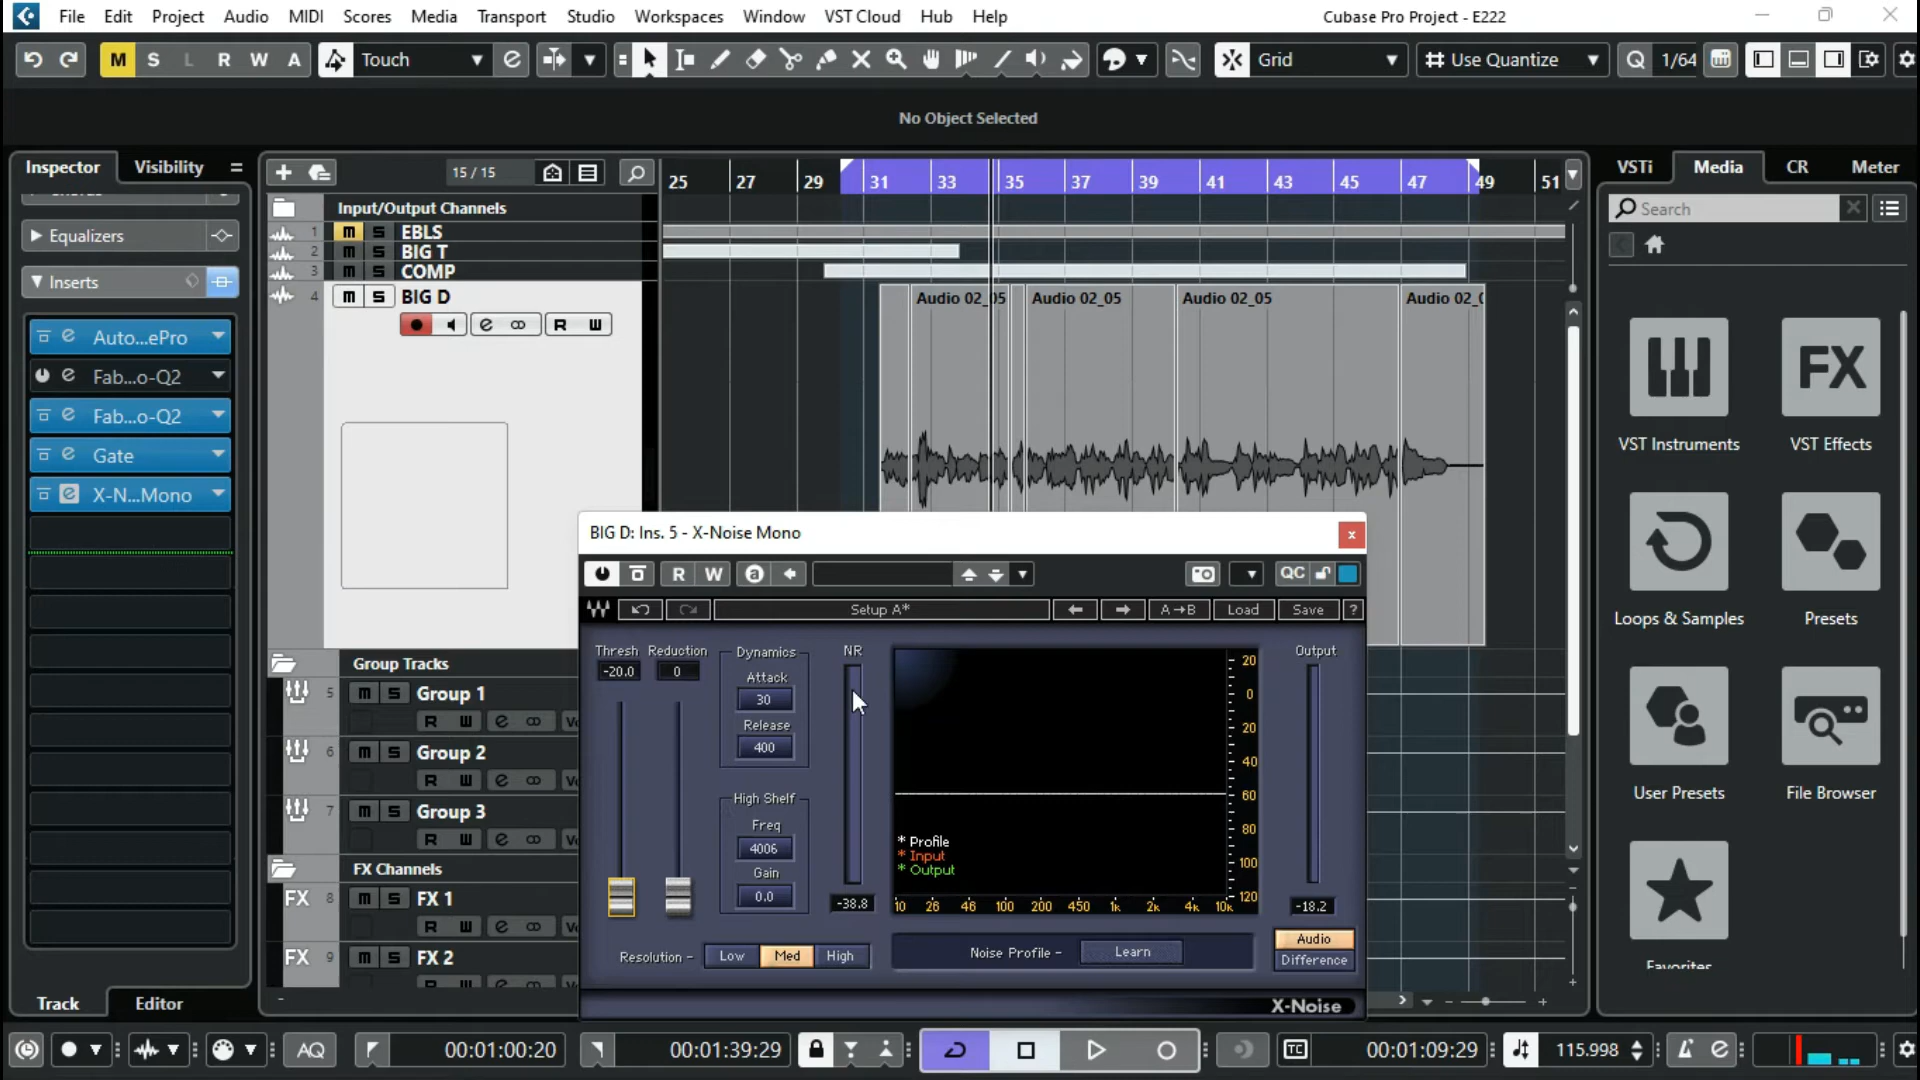 File Edit Project Audio MIDI Scores Media Transport Studio Workspaces Window VST Cloud Hub Help
Cubase Pro Project - E222
M S L R W A Touch Grid Use Quantize Q 1/64
No Object Selected
Inspector Visibility
15 / 15
25 27 29 31 33 35 37 39 41 43 45 47 49 51
VSTi Media CR Meter
Search
Input/Output Channels
Equalizers
Inserts
1 m S EBLS
2 m S BIG T
3 m S COMP
4 m S BIG D
R W
Audio 02_05
Audio 02_05
Audio 02_05
Audio 02_0
Auto...ePro
Fab...o-Q2
Fab...o-Q2
Gate
X-N...Mono
FX
VST Instruments
VST Effects
Loops & Samples
Presets
User Presets
File Browser
Favorites
BIG D: Ins. 5 - X-Noise Mono
x
R W a QC
Setup A*
A→B
Load
Save
?
Thresh
-20.0
Reduction
0
Dynamics
Attack
30
Release
400
High Shelf
Freq
4006
Gain
0.0
NR
-38.8
20
0
20
40
60
80
100
120
* Profile
* Input
* Output
10 26 46 100 200 450 1k 2k 4k 10k
Output
-18.2
Resolution - Low Med High
Noise Profile - Learn
Audio
Difference
X-Noise
Group Tracks
5 m S Group 1
R W
6 m S Group 2
R W
7 m S Group 3
R W
FX Channels
FX 8 m S FX 1
R W
FX 9 m S FX 2
R W
Track Editor
AQ
00:01:00:20
00:01:39:29
TC
00:01:09:29
115.998